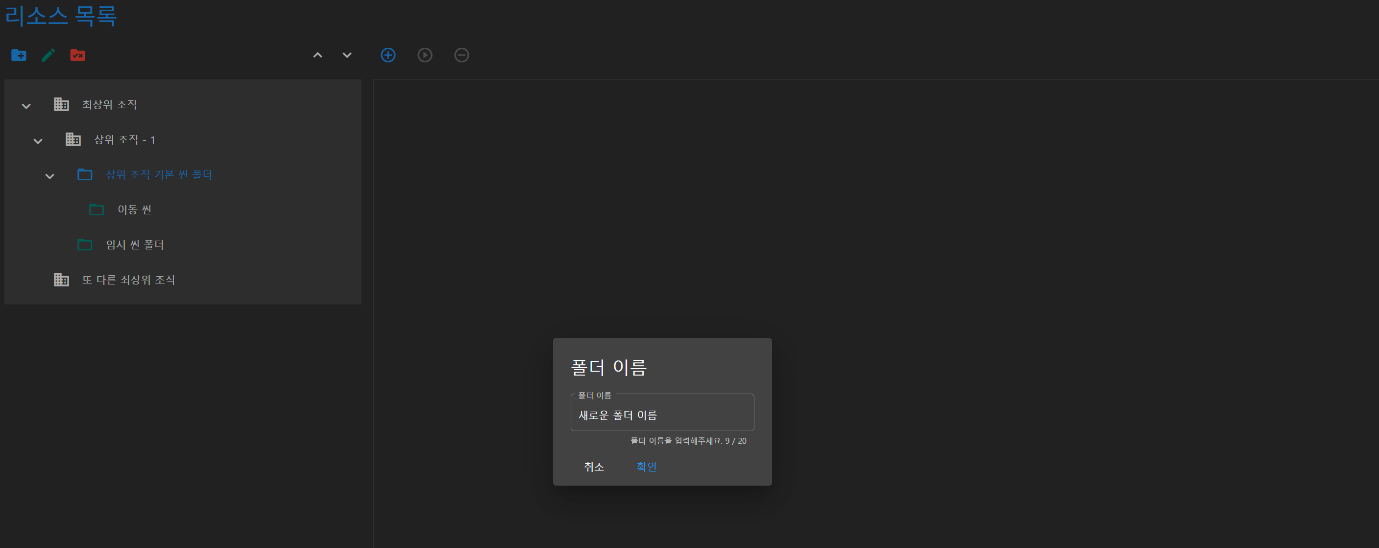 리소스 목록
최상위 조직
상위 조직 - 1
상위 조직 기본 씬 폴더
이동 씬
임시 씬 폴더
또 다른 최상위 조직
폴더 이름
폴더 이름
새로운 폴더 이름
폴더 이름을 입력해주세요. 9 / 20
취소
확인